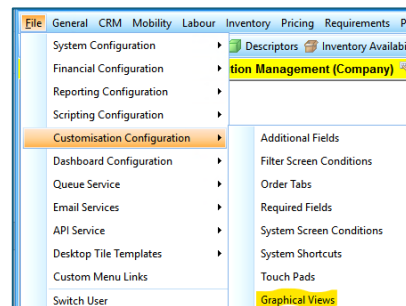 File General CRM Mobility Labour Inventory Pricing Requirements
System Configuration
Descriptors Inventory Availabi
Financial Configuration
tion Management (Company)
Reporting Configuration
Scripting Configuration
Customisation Configuration
Additional Fields
Dashboard Configuration
Filter Screen Conditions
Queue Service
Order Tabs
Email Services
Required Fields
API Service
System Screen Conditions
Desktop Tile Templates
System Shortcuts
Custom Menu Links
Touch Pads
Switch User
Graphical Views